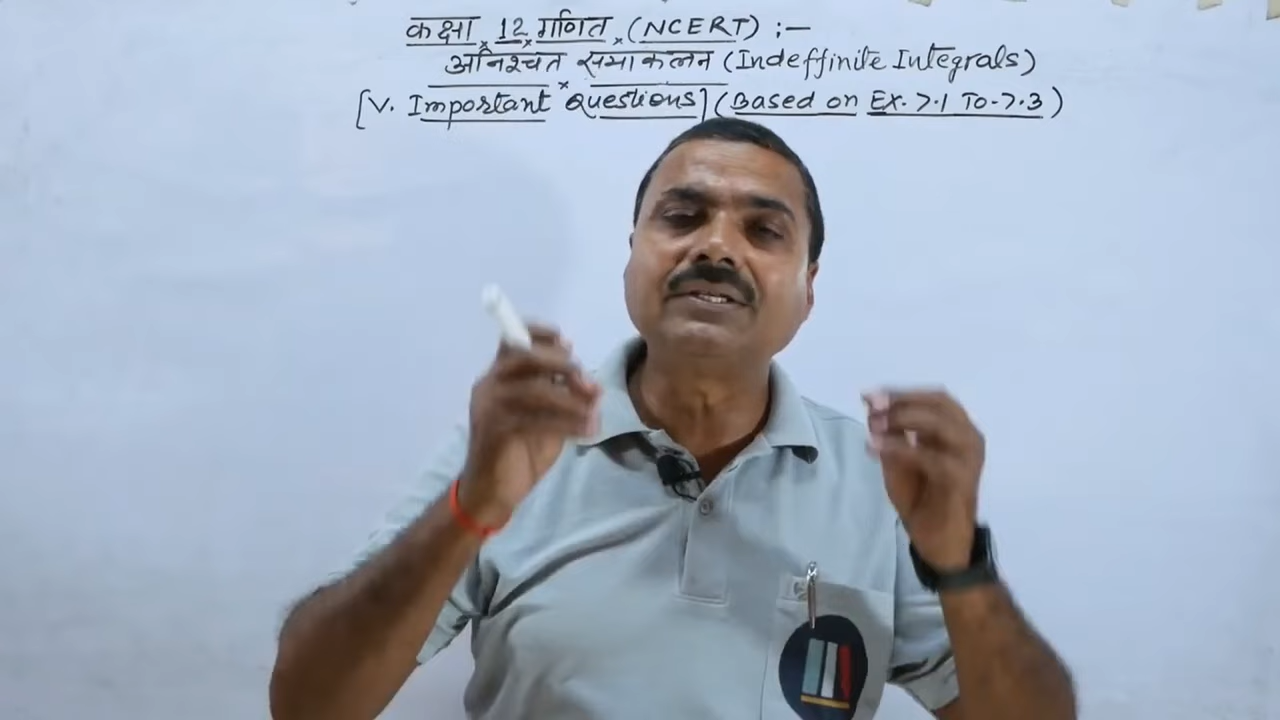 कक्षा 12 गणित (NCERT) :-
अनिश्चत समाकलन (Indeffinite Integrals)
[V. Important Questions] (Based on Ex. 7.1 To 7.3)